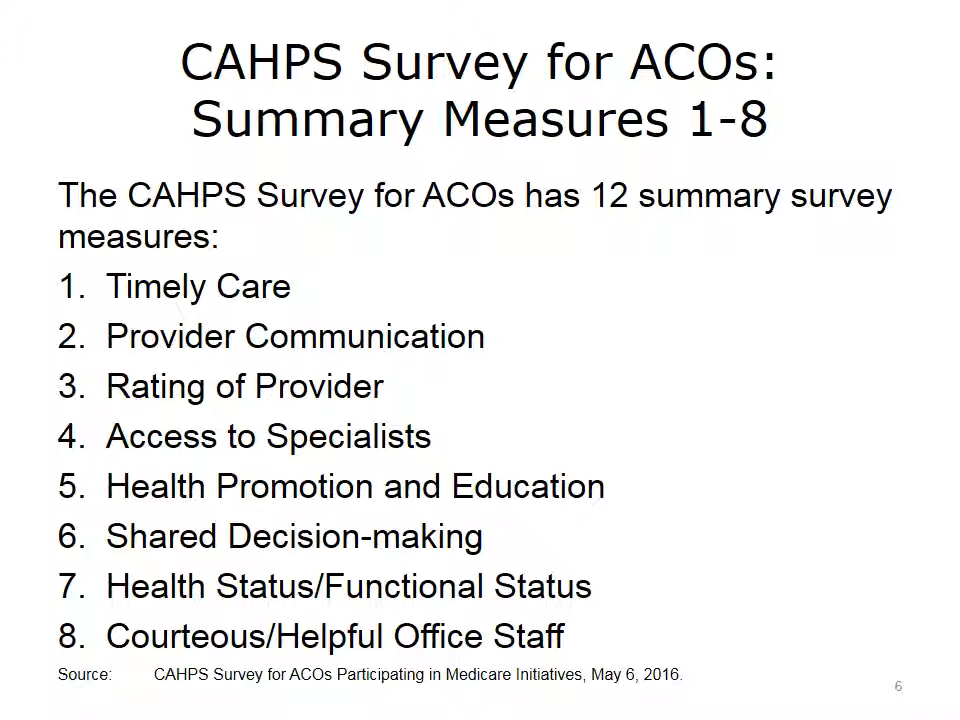 CAHPS Survey for ACOs:
Summary Measures 1-8
The CAHPS Survey for ACOs has 12 summary survey
measures:
1. Timely Care
2. Provider Communication
3. Rating of Provider
4. Access to Specialists
5. Health Promotion and Education
6. Shared Decision-making
7. Health Status/Functional Status
8. Courteous/Helpful Office Staff
Source: CAHPS Survey for ACOs Participating in Medicare Initiatives, May 6, 2016.
6